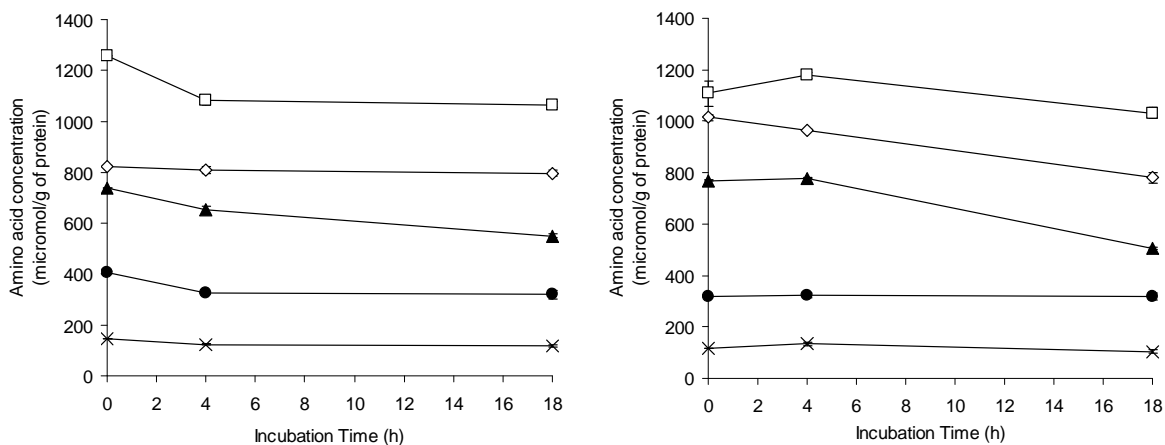 1400
1200
1000
800
600
400
200
0
Amino acid concentration
(micromol/g of protein)
0 2 4 6 8 10 12 14 16 18
Incubation Time (h)
1400
1200
1000
800
600
400
200
0
Amino acid concentration
(micromol/g of protein)
0 2 4 6 8 10 12 14 16 18
Incubation Time (h)